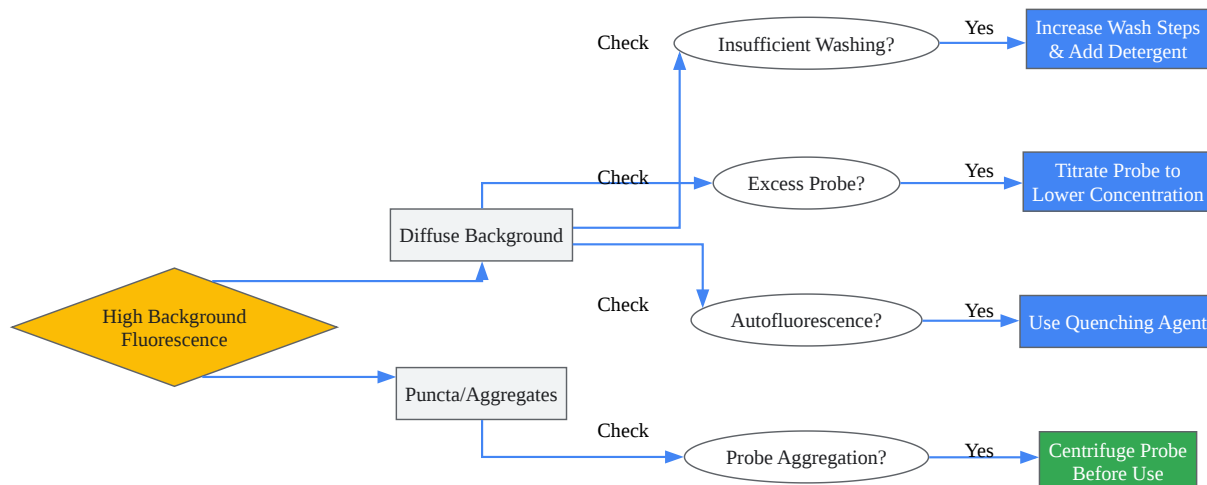 Check
Insufficient Washing?
Yes
Increase Wash Steps
& Add Detergent
Check
Excess Probe?
Yes
Titrate Probe to
Lower Concentration
Diffuse Background
High Background
Fluorescence
Check
Autofluorescence?
Yes
Use Quenching Agent
Puncta/Aggregates
Check
Probe Aggregation?
Yes
Centrifuge Probe
Before Use